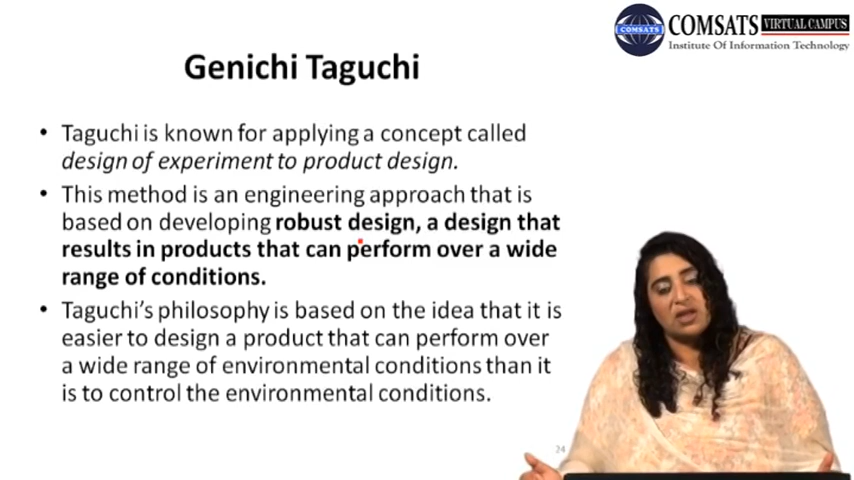 COMSATS
COMSATS VIRTUAL CAMPUS
Institute Of Information Technology
Genichi Taguchi
• Taguchi is known for applying a concept called
design of experiment to product design.
• This method is an engineering approach that is
based on developing robust design, a design that
results in products that can perform over a wide
range of conditions.
• Taguchi's philosophy is based on the idea that it is
easier to design a product that can perform over
a wide range of environmental conditions than it
is to control the environmental conditions.
24